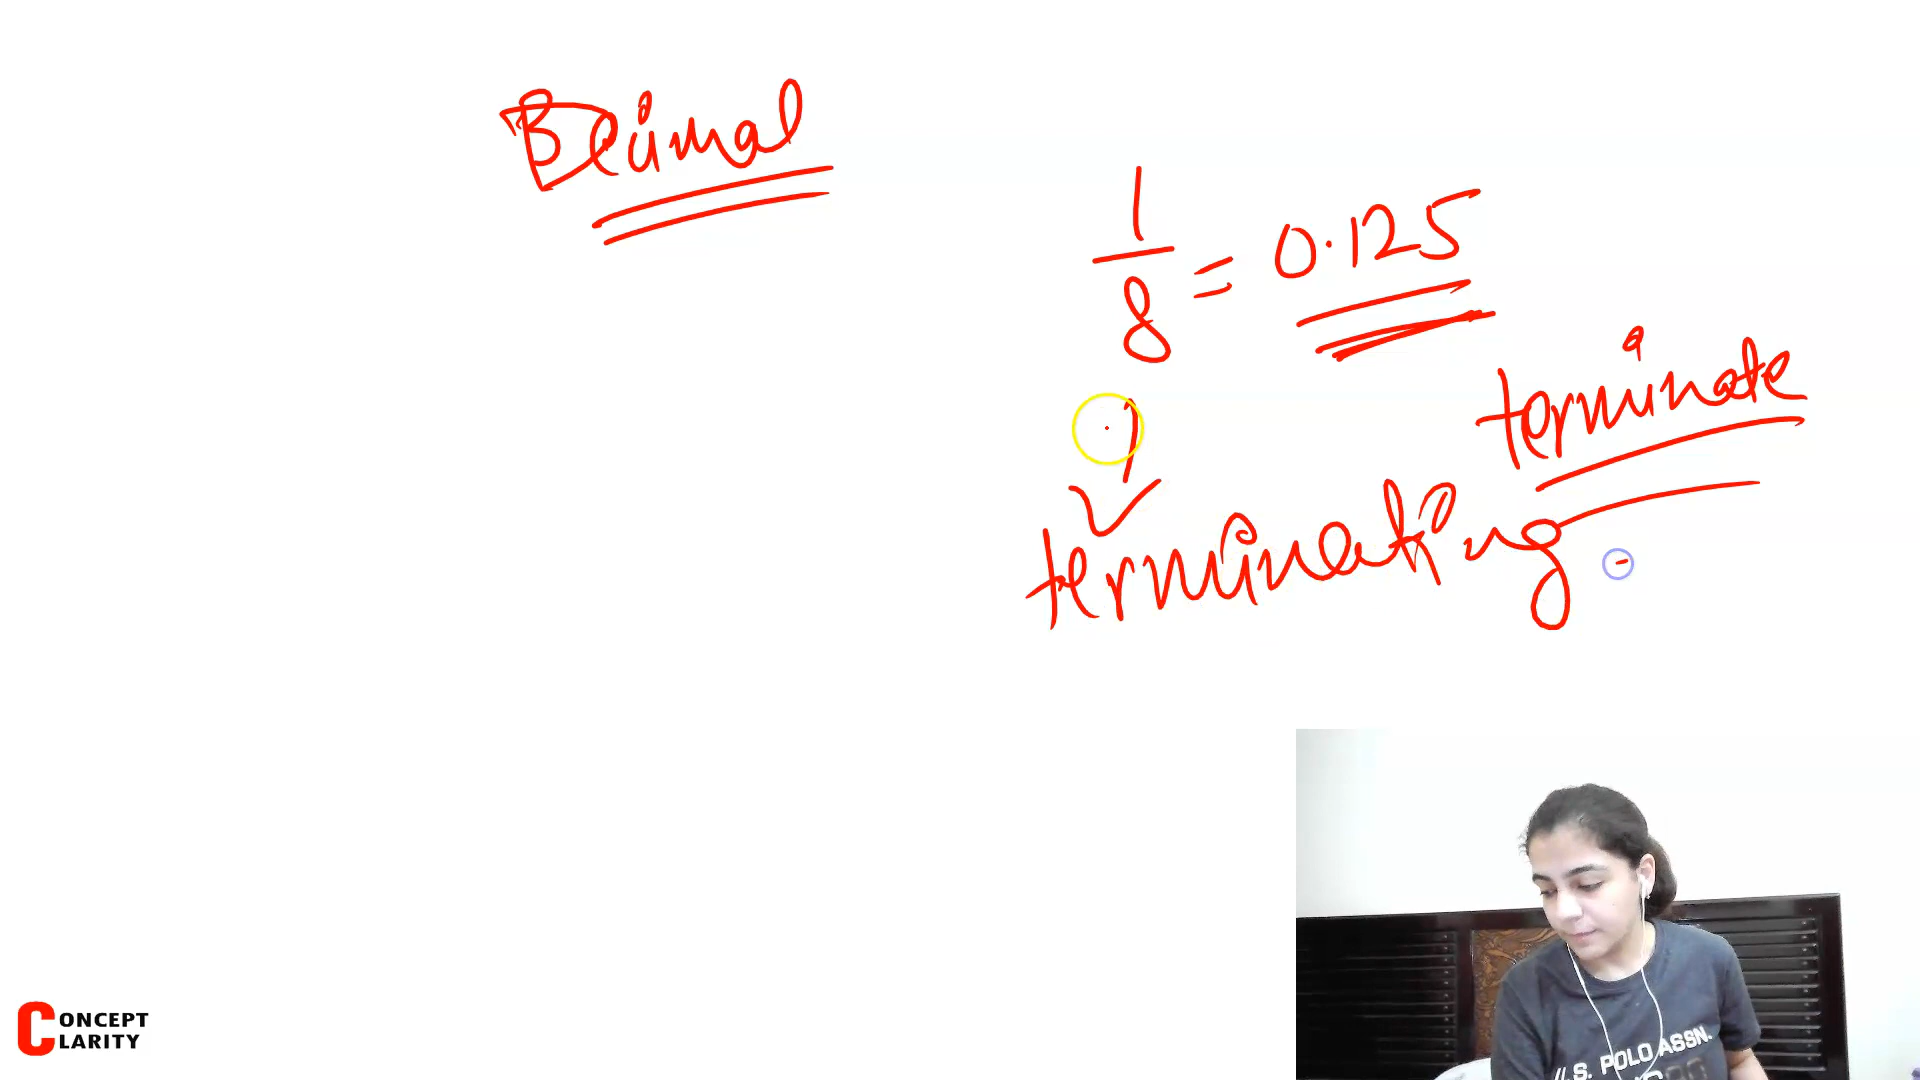 Decimal
1/8 = 0.125
terminate
terminating
CONCEPT
CLARITY
U.S. POLO ASSN.